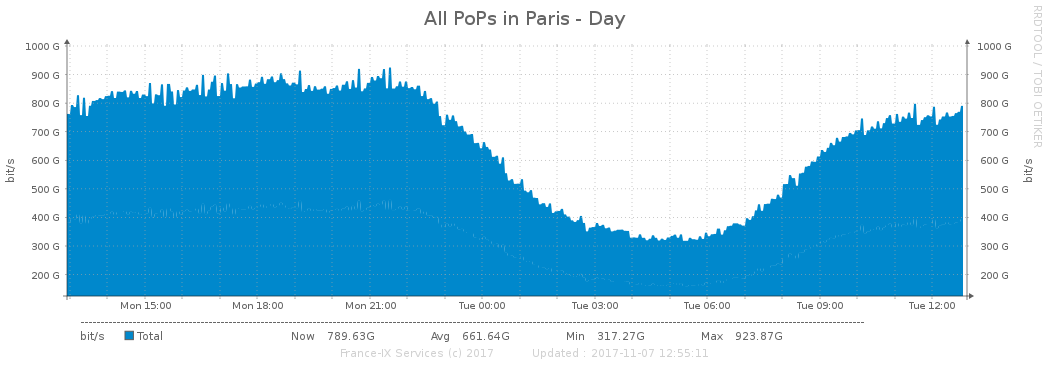 All PoPs in Paris - Day
RRDTOOL / TOBI OETIKER
bit/s
1000 G
900 G
800 G
700 G
600 G
500 G
400 G
300 G
200 G
1000 G
900 G
800 G
700 G
600 G
500 G
400 G
300 G
200 G
bit/s
Mon 15:00 Mon 18:00 Mon 21:00 Tue 00:00 Tue 03:00 Tue 06:00 Tue 09:00 Tue 12:00
bit/s Total Now 789.63G Avg 661.64G Min 317.27G Max 923.87G
France-IX Services (c) 2017 Updated : 2017-11-07 12:55:11